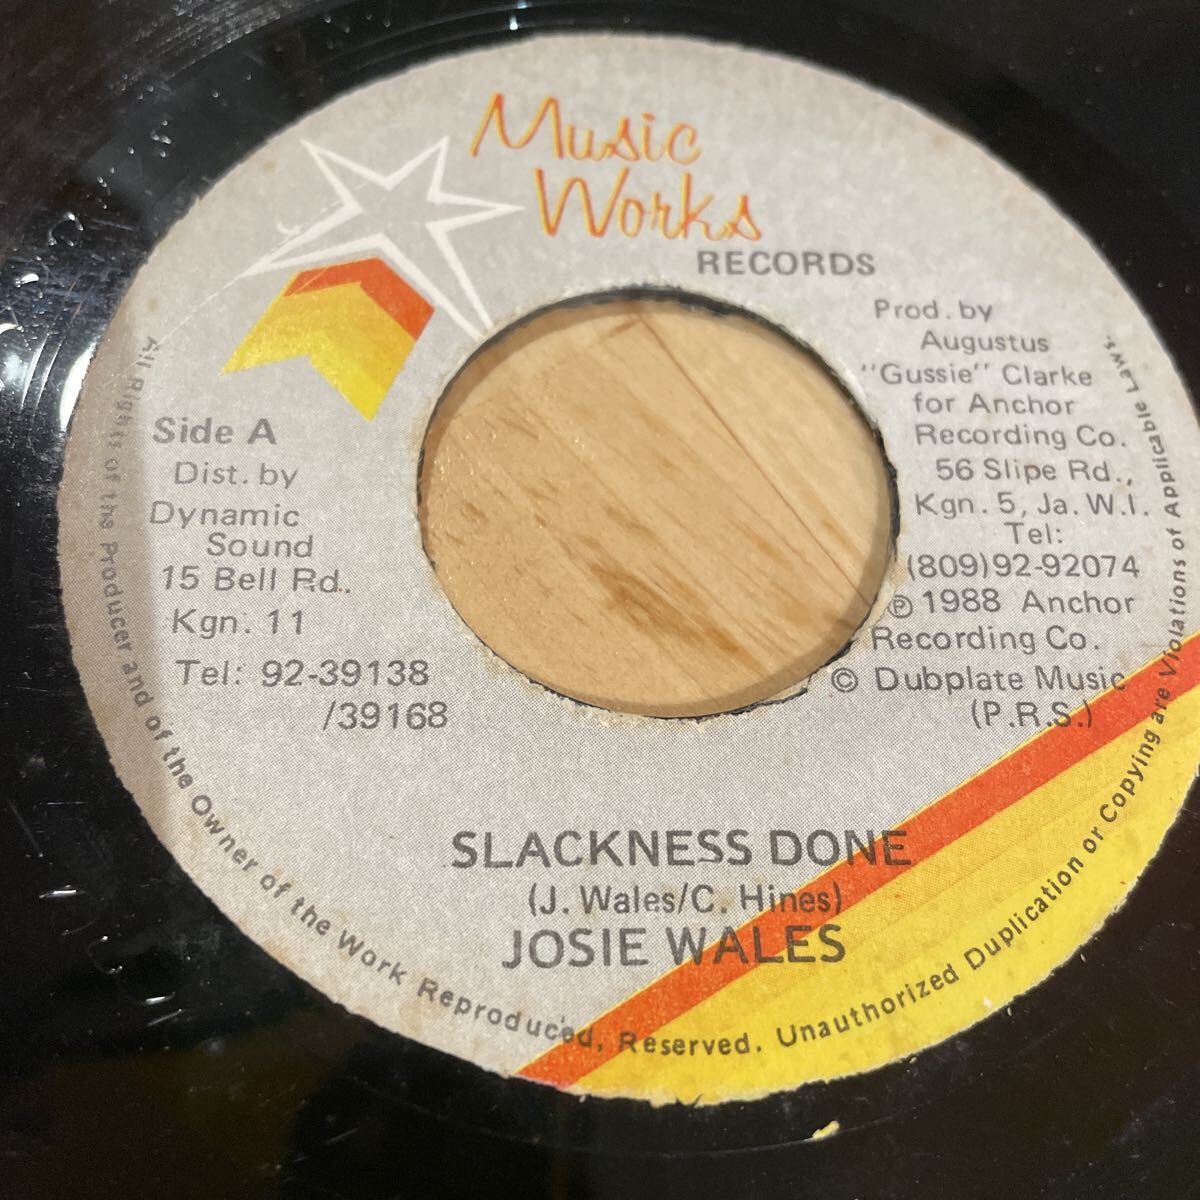 Music
Works
RECORDS
Prod. by
Augustus
"Gussie" Clarke
for Anchor
Recording Co.
56 Slipe Rd.,
Kgn. 5, Ja. W.I.
Tel:
(809)92-92074
℗ 1988 Anchor
Recording Co.
© Dubplate Music
(P.R.S.)
Side A
Dist. by
Dynamic
Sound
15 Bell Rd..
Kgn: 11
Tel: 92-39138
/39168
SLACKNESS DONE
(J. Wales/C. Hines)
JOSIE WALES
All Rights of the Producer and of the Owner of the Work Reproduced, Reserved. Unauthorized Duplication or Copying are Violations of Applicable Laws.